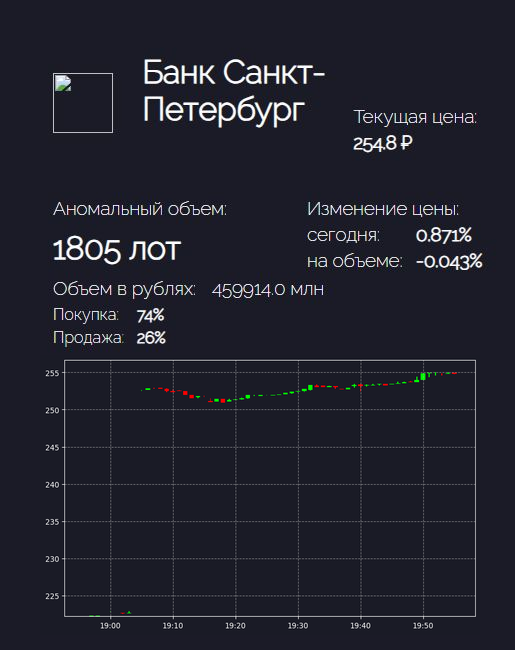 Банк Санкт-
Петербург
Текущая цена:
254.8 ₽
Аномальный объем:
1805 лот
Изменение цены:
сегодня: 0.871%
на объеме: -0.043%
Объем в рублях: 459914.0 млн
Покупка: 74%
Продажа: 26%
255
250
245
240
235
230
225
19:00 19:10 19:20 19:30 19:40 19:50